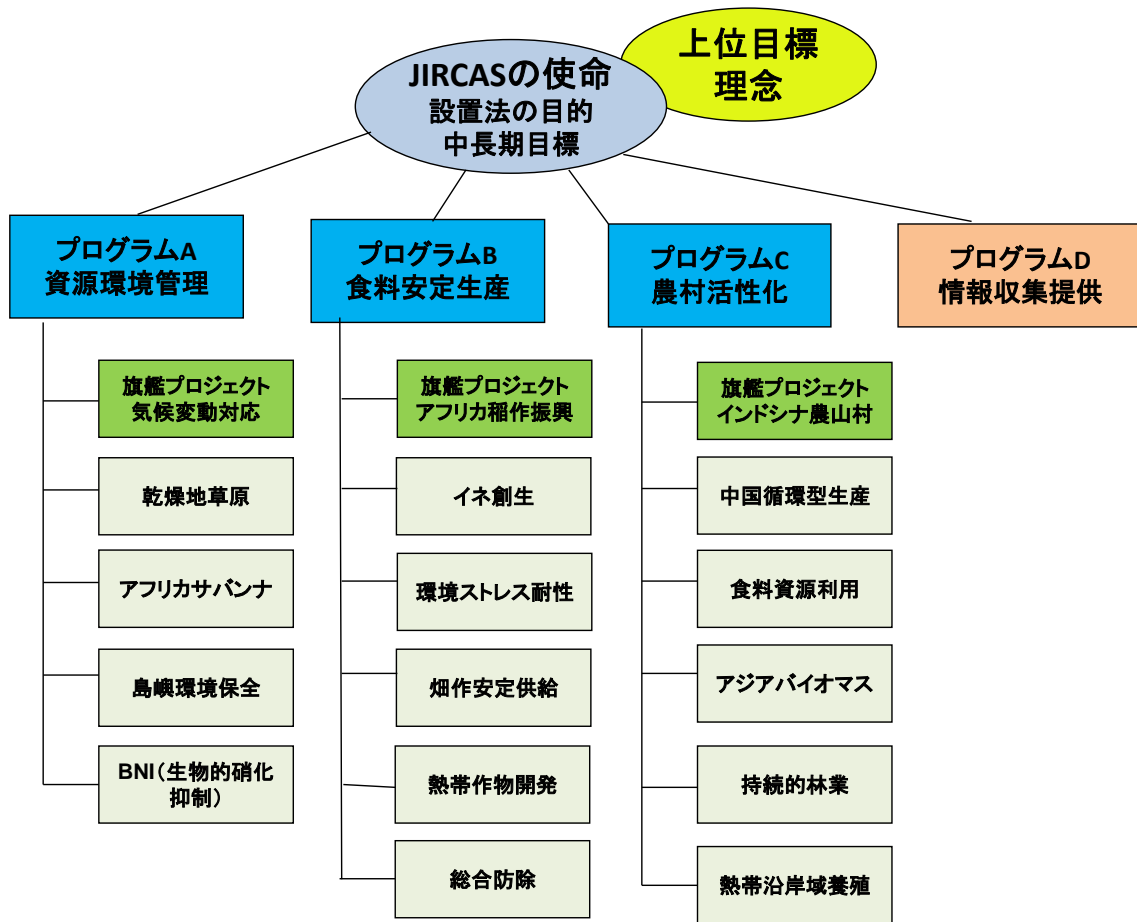 上位目標
理念
JIRCASの使命
設置法の目的
中長期目標
プログラムA
資源環境管理
プログラムB
食料安定生産
プログラムC
農村活性化
プログラムD
情報収集提供
旗艦プロジェクト
気候変動対応
乾燥地草原
アフリカサバンナ
島嶼環境保全
BNI(生物的硝化
抑制)
旗艦プロジェクト
アフリカ稲作振興
イネ創生
環境ストレス耐性
畑作安定供給
熱帯作物開発
総合防除
旗艦プロジェクト
インドシナ農山村
中国循環型生産
食料資源利用
アジアバイオマス
持続的林業
熱帯沿岸域養殖